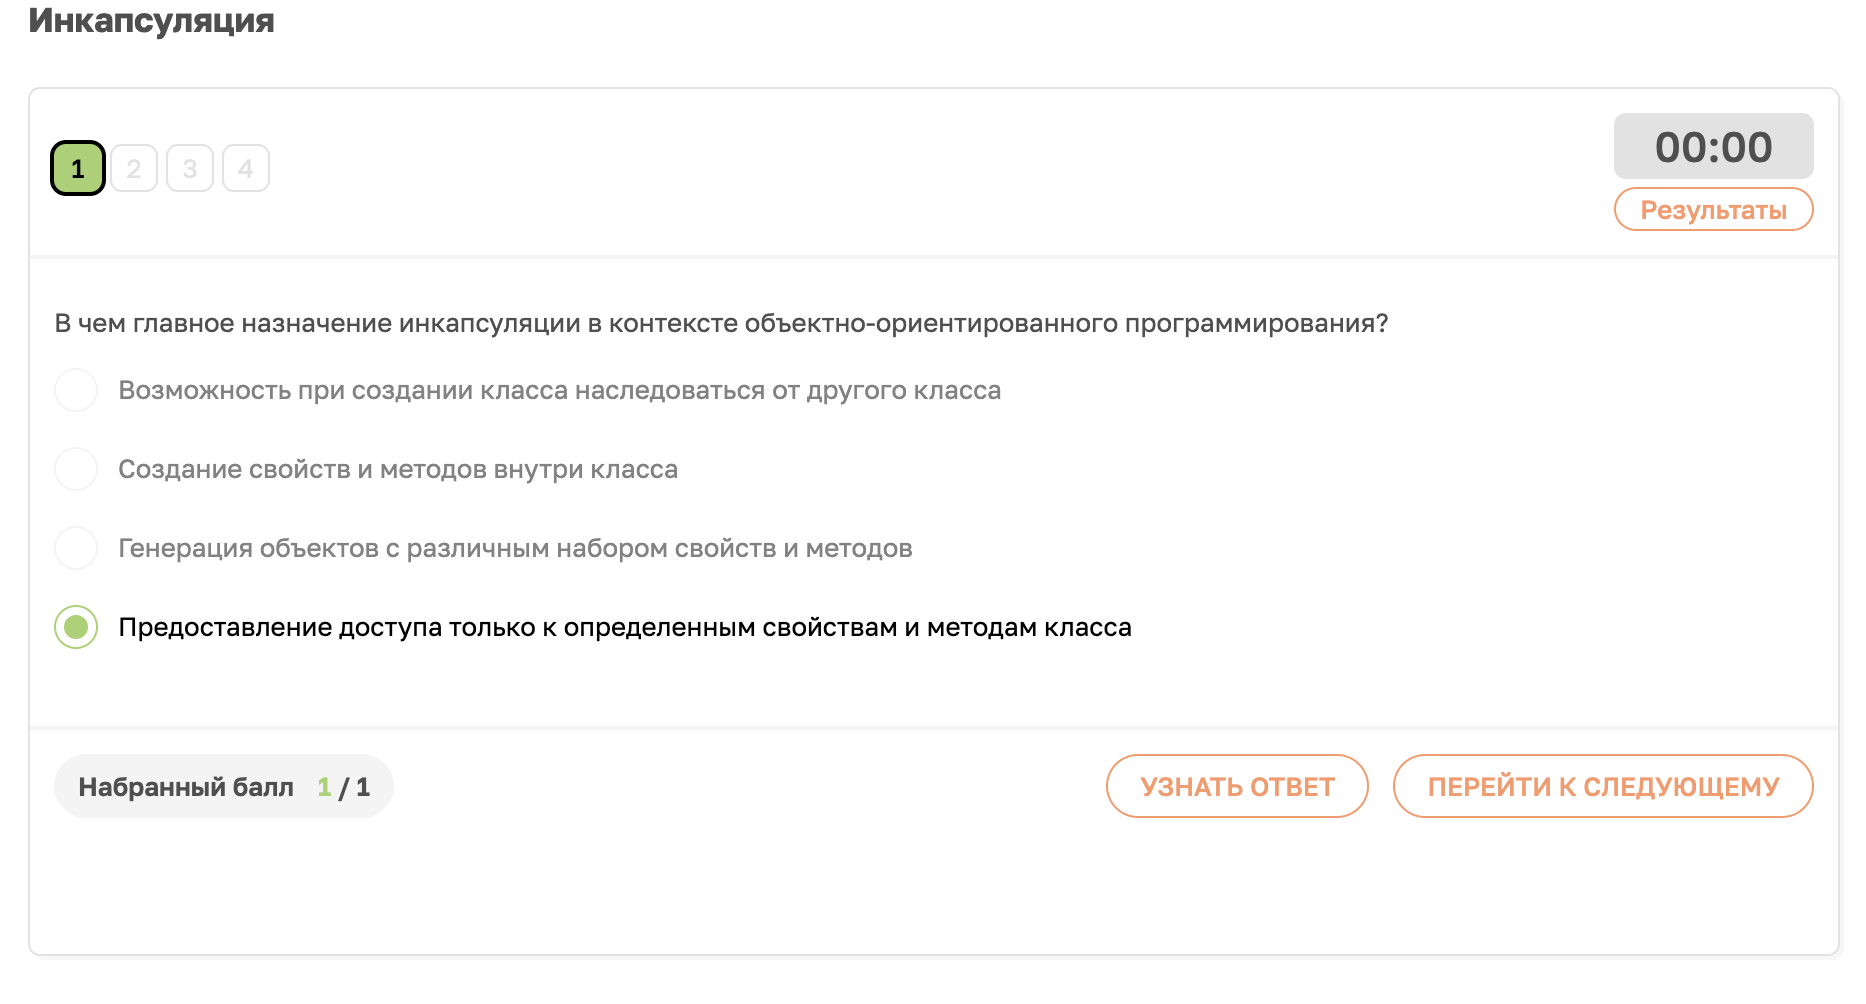 Инкапсуляция
1 2 3 4
00:00
Результаты
В чем главное назначение инкапсуляции в контексте объектно-ориентированного программирования?
Возможность при создании класса наследоваться от другого класса
Создание свойств и методов внутри класса
Генерация объектов с различным набором свойств и методов
Предоставление доступа только к определенным свойствам и методам класса
Набранный балл 1 / 1
УЗНАТЬ ОТВЕТ
ПЕРЕЙТИ К СЛЕДУЮЩЕМУ